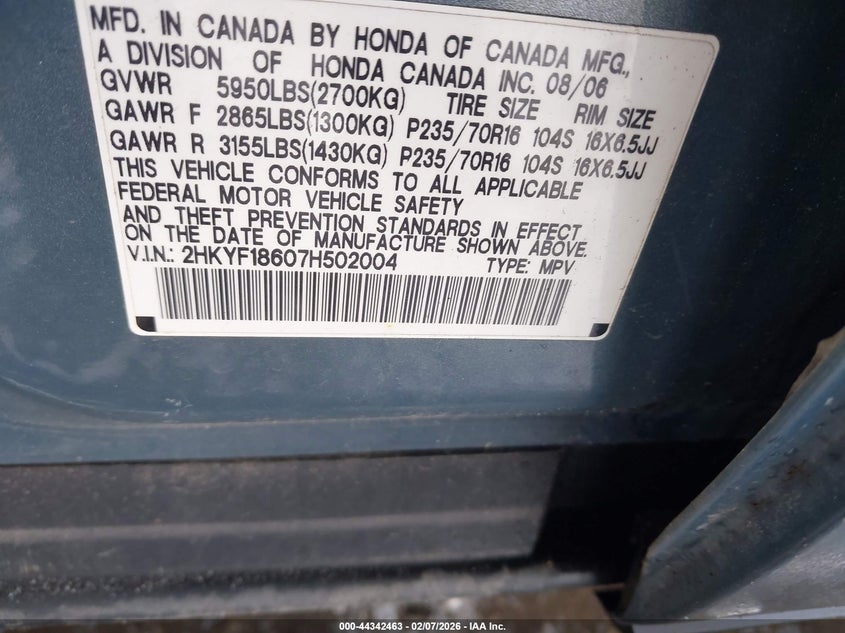 MFD. IN CANADA BY HONDA OF CANADA MFG.,
A DIVISION OF HONDA CANADA INC. 08/06
GVWR 5950LBS(2700KG) TIRE SIZE RIM SIZE
GAWR F 2865LBS(1300KG) P235/70R16 104S 16X6.5JJ
GAWR R 3155LBS(1430KG) P235/70R16 104S 16X6.5JJ
THIS VEHICLE CONFORMS TO ALL APPLICABLE
FEDERAL MOTOR VEHICLE SAFETY
AND THEFT PREVENTION STANDARDS IN EFFECT
ON THE DATE OF MANUFACTURE SHOWN ABOVE.
V.I.N.: 2HKYF18607H502004 TYPE: MPV
000-44342463 - 02/07/2026 - IAA Inc.